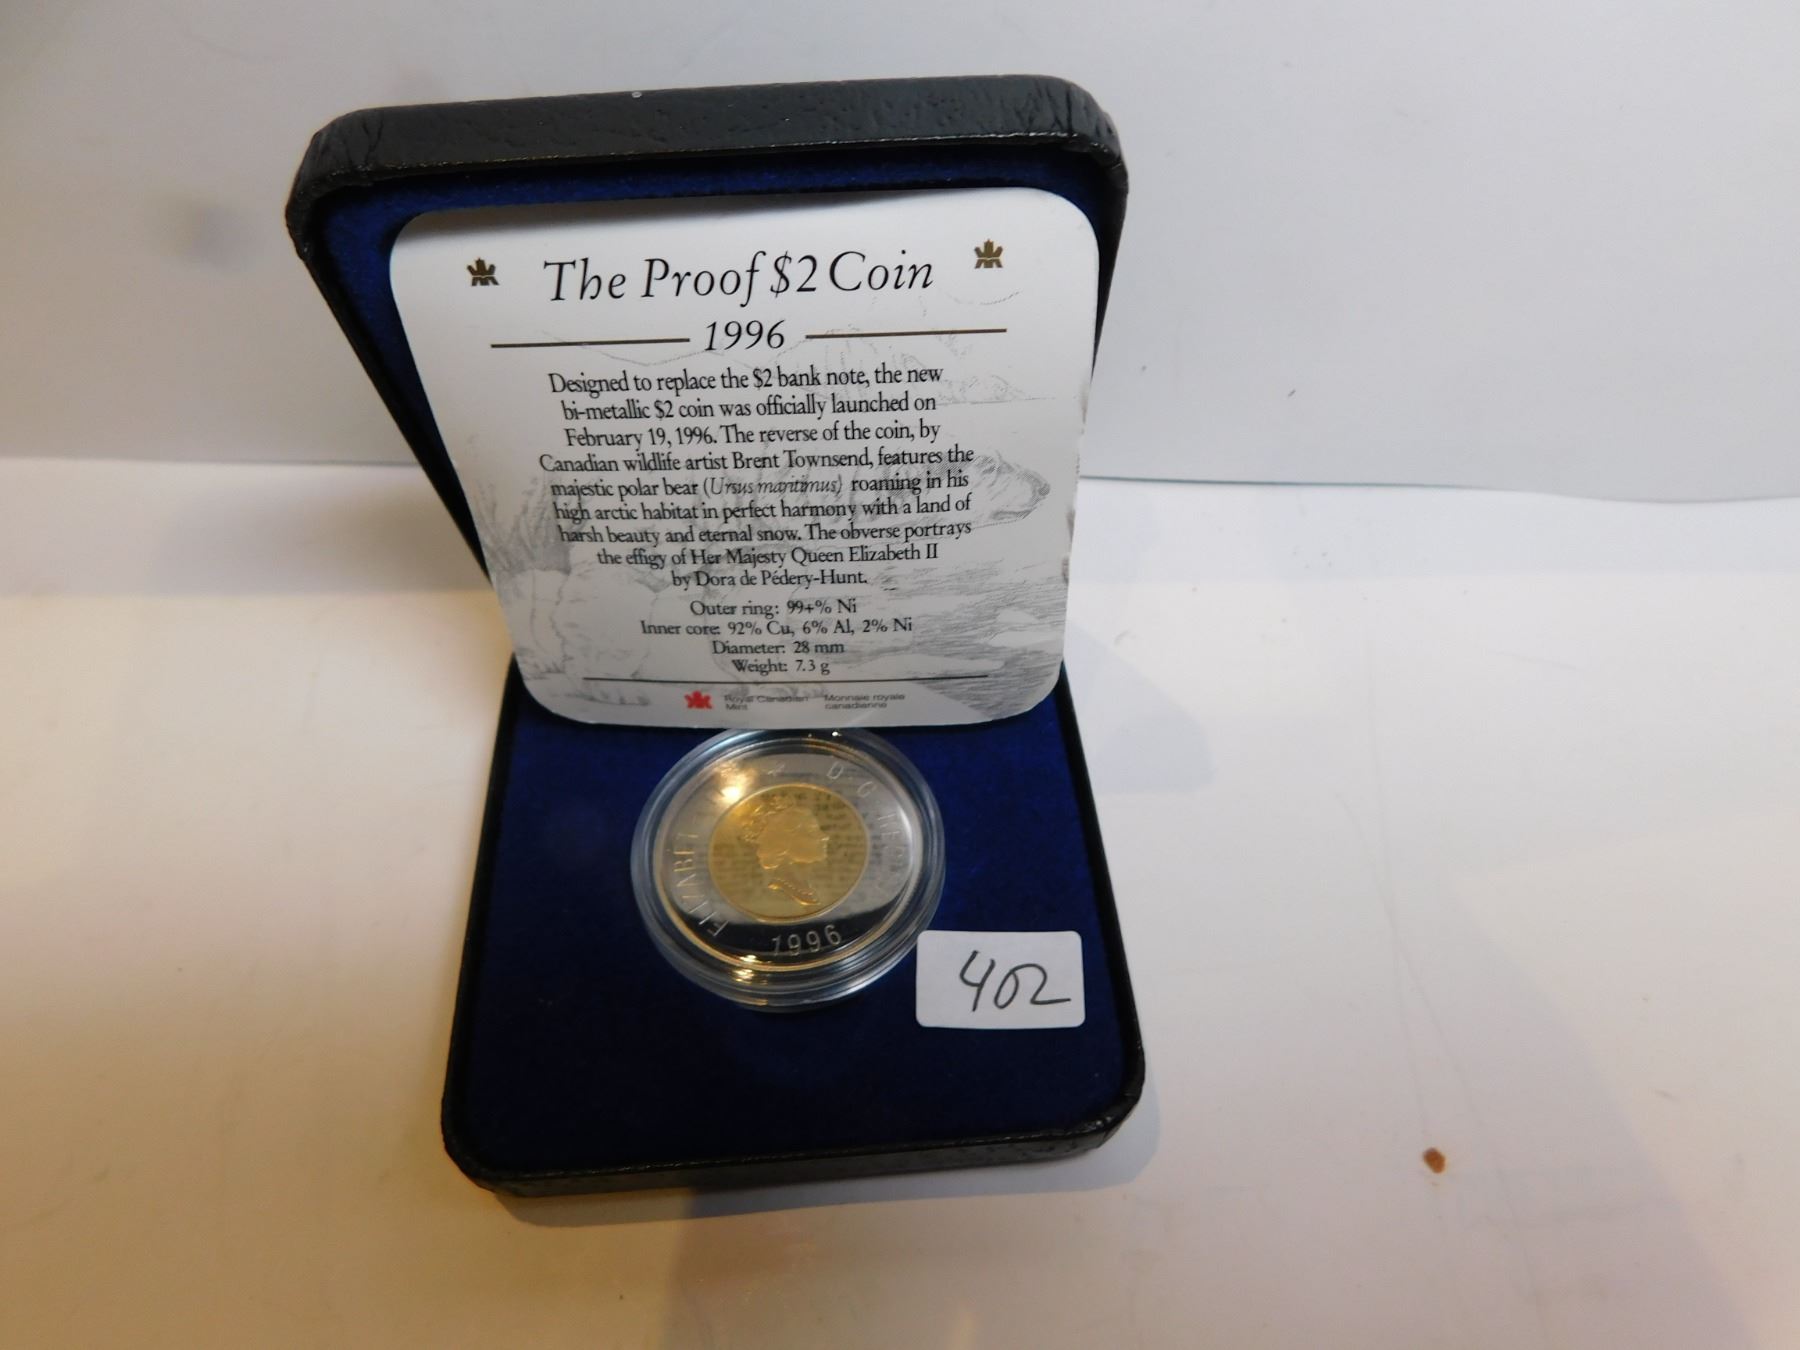 The Proof $2 Coin
1996
Designed to replace the $2 bank note, the new
bi-metallic $2 coin was officially launched on
February 19, 1996. The reverse of the coin, by
Canadian wildlife artist Brent Townsend, features the
majestic polar bear (Ursus maritimus) roaming in his
high arctic habitat in perfect harmony with a land of
harsh beauty and eternal snow. The obverse portrays
the effigy of Her Majesty Queen Elizabeth II
by Dora de Pédery-Hunt.
Outer ring: 99+% Ni
Inner core: 92% Cu, 6% Al, 2% Ni
Diameter: 28 mm
Weight: 7.3 g
Royal Canadian Monnaie royale
Mint canadienne
D·G·
1996
402